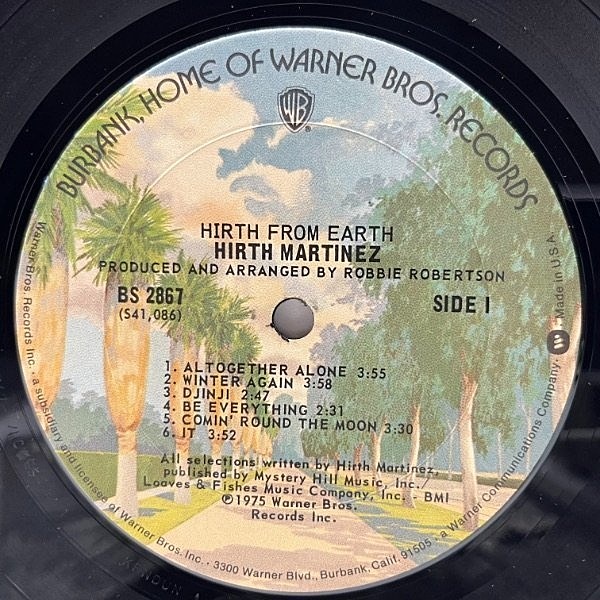 BURBANK, HOME OF WARNER BROS. RECORDS
WB
®
HIRTH FROM EARTH
HIRTH MARTINEZ
PRODUCED AND ARRANGED BY ROBBIE ROBERTSON
BS 2867 SIDE 1
(S41,086)
1. ALTOGETHER ALONE 3:55
2. WINTER AGAIN 3:58
3. DJINJI 2:47
4. BE EVERYTHING 2:31
5. COMIN' ROUND THE MOON 3:30
6. JT 3:52
All selections written by Hirth Martinez,
published by Mystery Hill Music, Inc./
Loaves & Fishes Music Company, Inc. - BMI
℗1975 Warner Bros.
Records Inc.
Warner Bros. Records Inc. • a subsidiary and licensee of Warner Bros. Inc. • 3300 Warner Blvd., Burbank, Calif. 91505 • a Warner Communications Company. • Made in U.S.A.